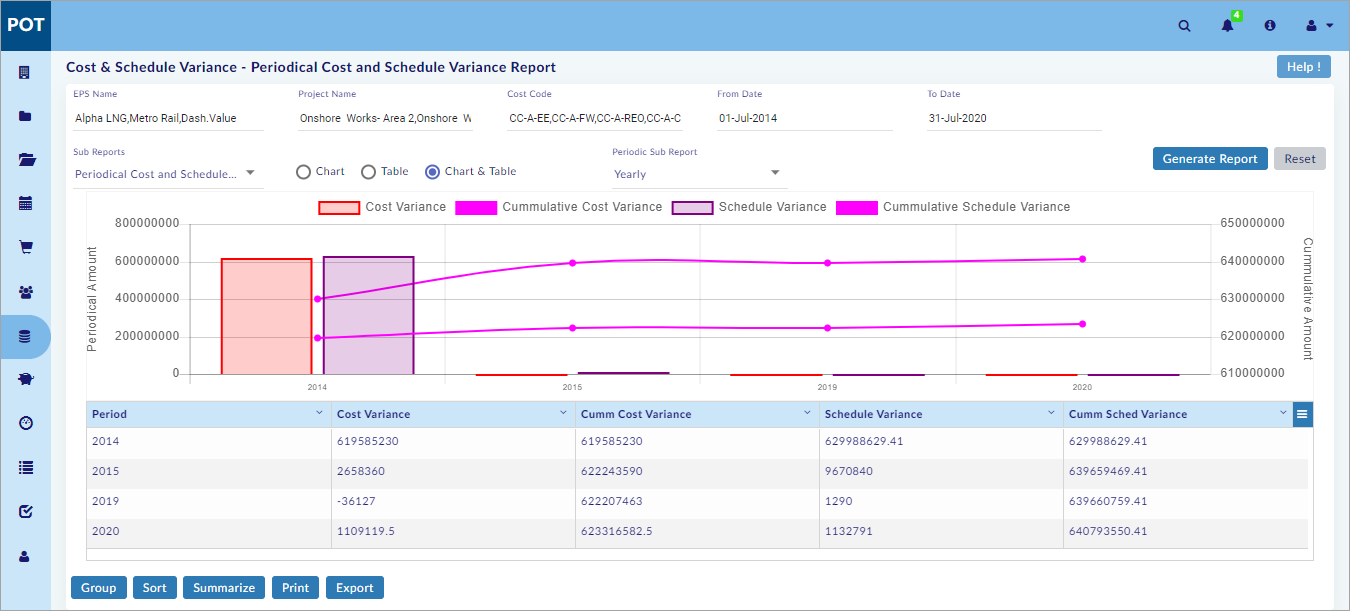 POT
4
Cost & Schedule Variance - Periodical Cost and Schedule Variance Report
Help !
EPS Name
Project Name
Cost Code
From Date
To Date
Alpha LNG,Metro Rail,Dash.Value
Onshore Works- Area 2,Onshore W
CC-A-EE,CC-A-FW,CC-A-REO,CC-A-C
01-Jul-2014
31-Jul-2020
Sub Reports
Periodical Cost and Schedule...
Chart
Table
Chart & Table
Periodic Sub Report
Yearly
Generate Report
Reset
Cost Variance
Cummulative Cost Variance
Schedule Variance
Cummulative Schedule Variance
Periodical Amount
800000000
600000000
400000000
200000000
0
650000000
640000000
630000000
620000000
610000000
Cummulative Amount
2014
2015
2019
2020
Period Cost Variance Cumm Cost Variance Schedule Variance Cumm Sched Variance
2014 619585230 619585230 629988629.41 629988629.41
2015 2658360 622243590 9670840 639659469.41
2019 -36127 622207463 1290 639660759.41
2020 1109119.5 623316582.5 1132791 640793550.41
Group
Sort
Summarize
Print
Export